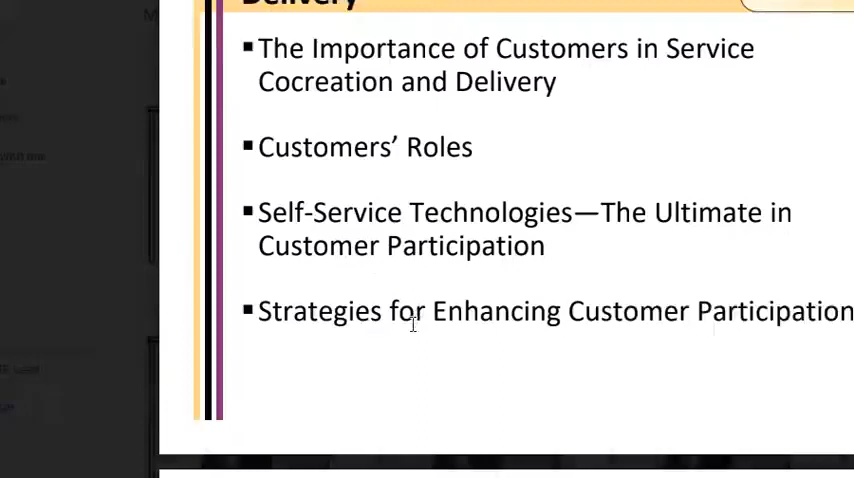 Delivery
▪The Importance of Customers in Service
Cocreation and Delivery
▪Customers’ Roles
▪Self-Service Technologies—The Ultimate in
Customer Participation
▪Strategies for Enhancing Customer Participation